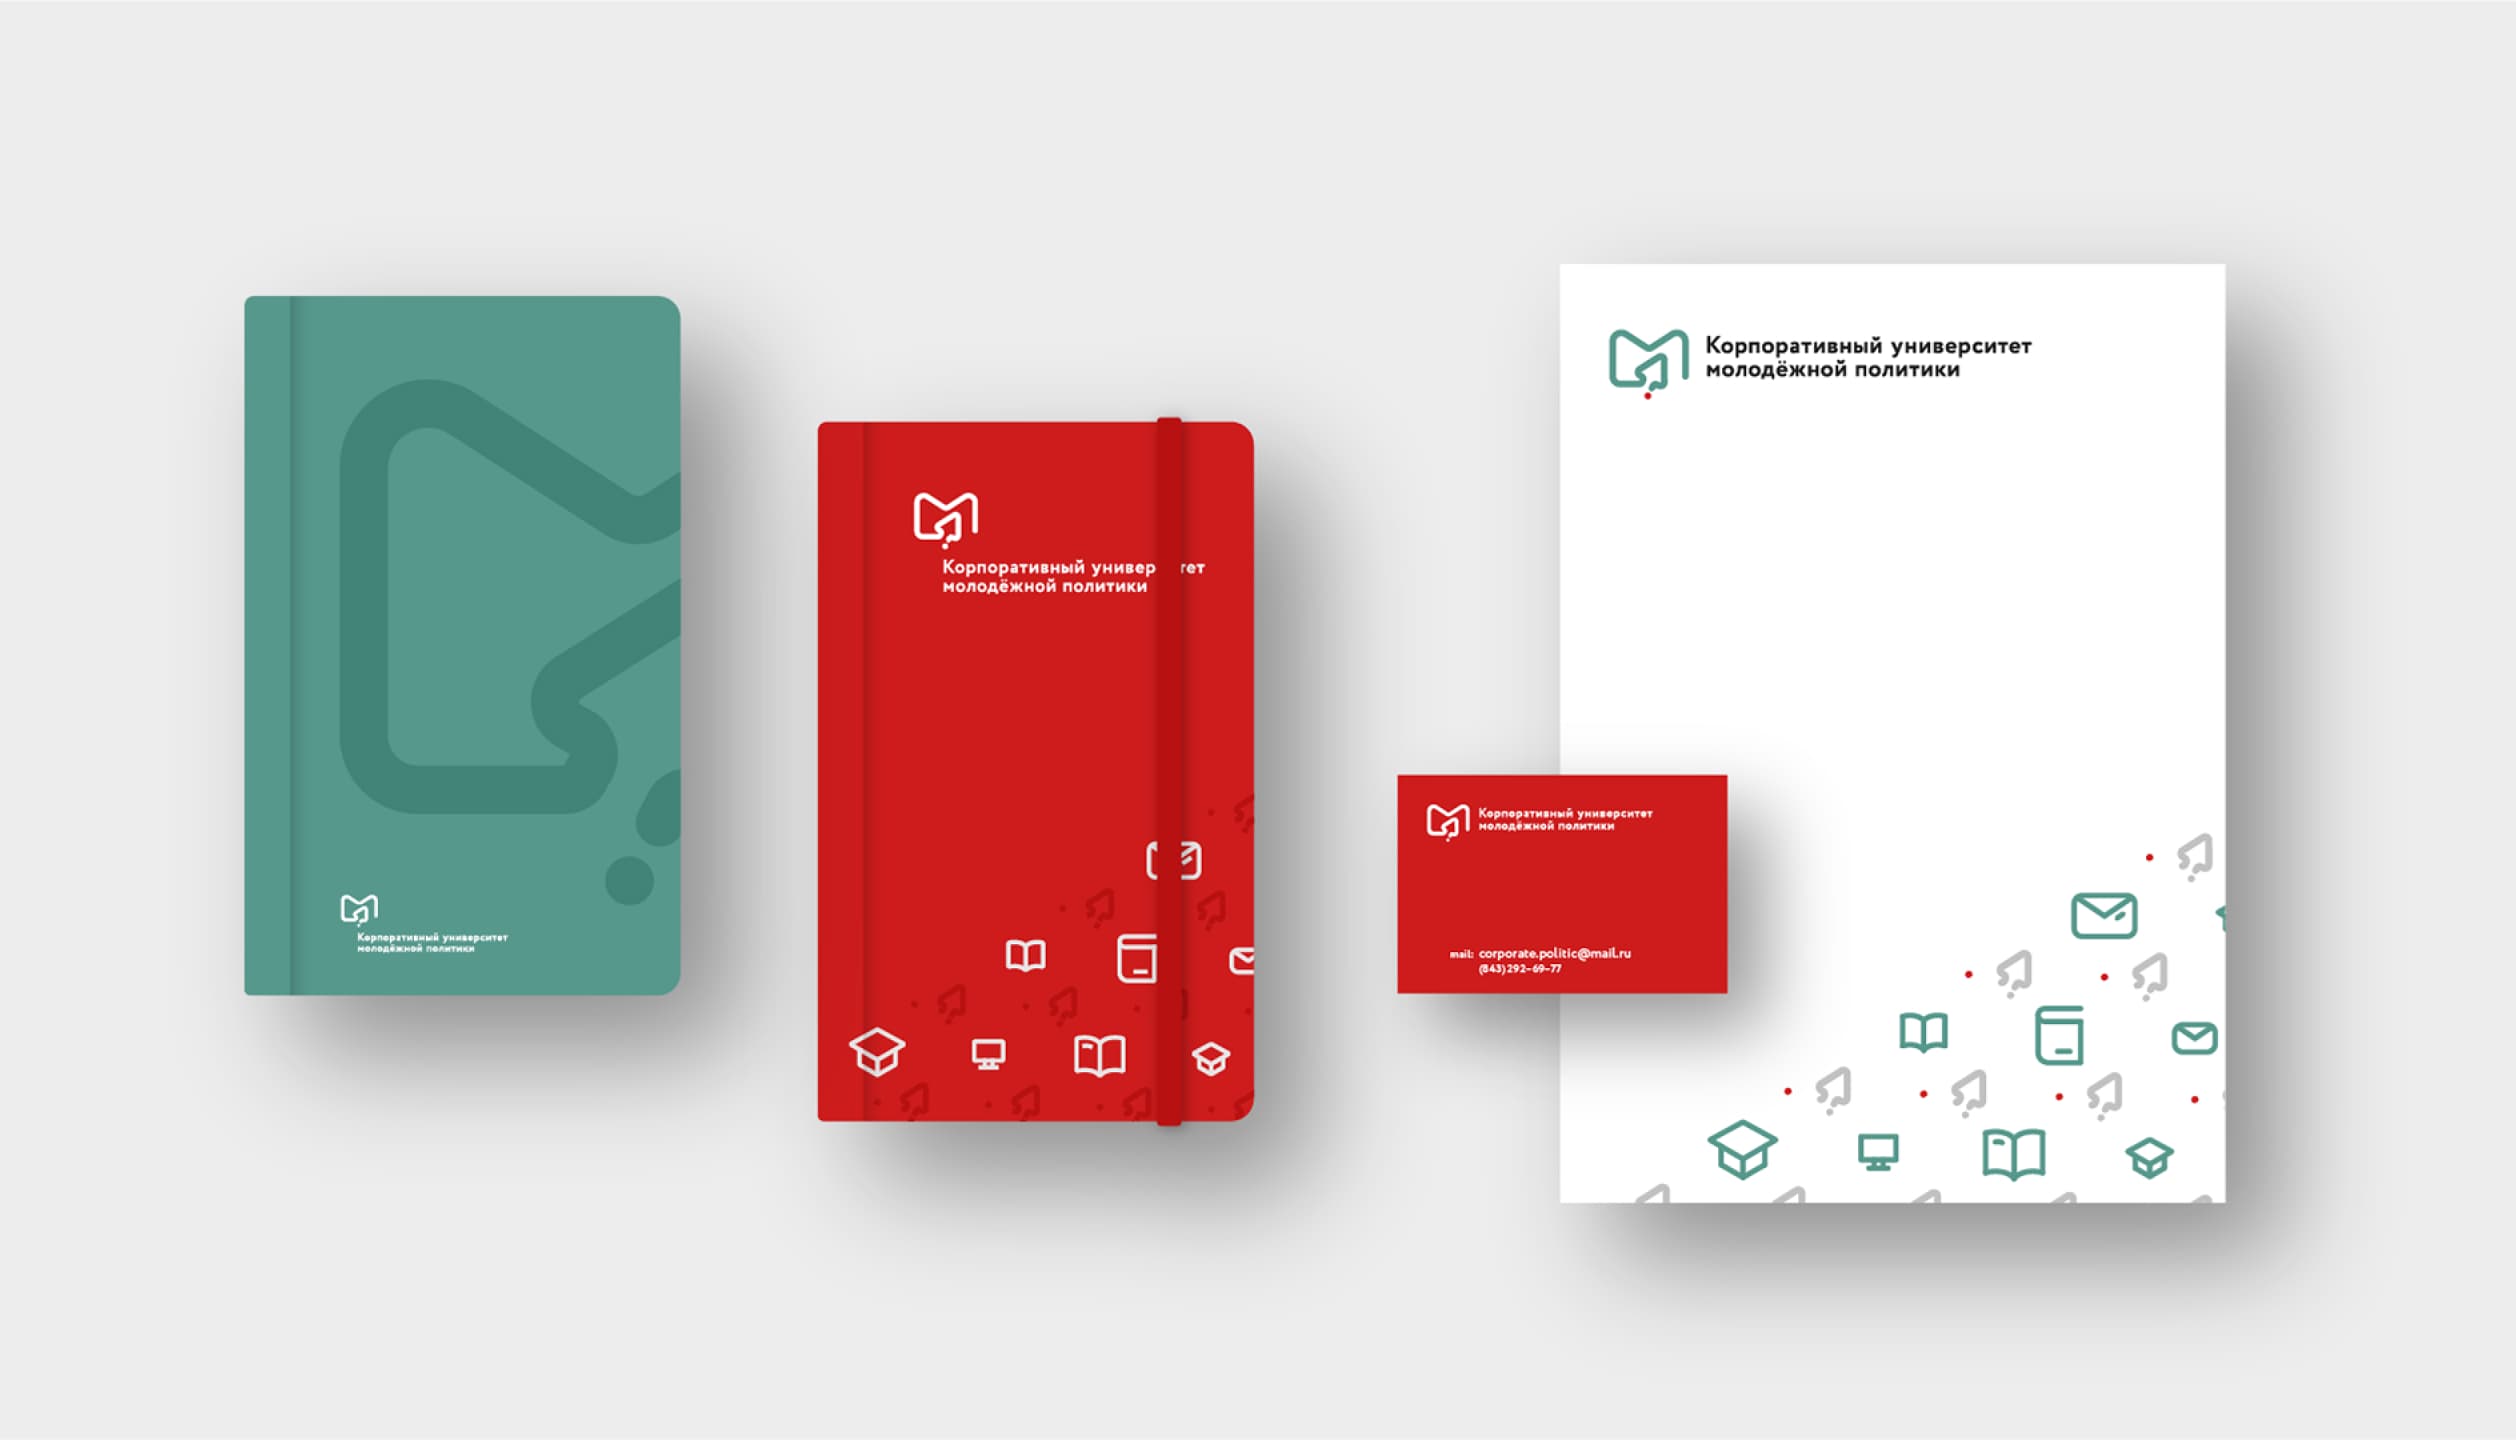 Корпоративный университет
молодёжной политики
Корпоративный универ тет
молодёжной политики
Корпоративный университет
молодёжной политики
mail: corporate.politic@mail.ru
(843)292-69-77
Корпоративный университет
молодёжной политики